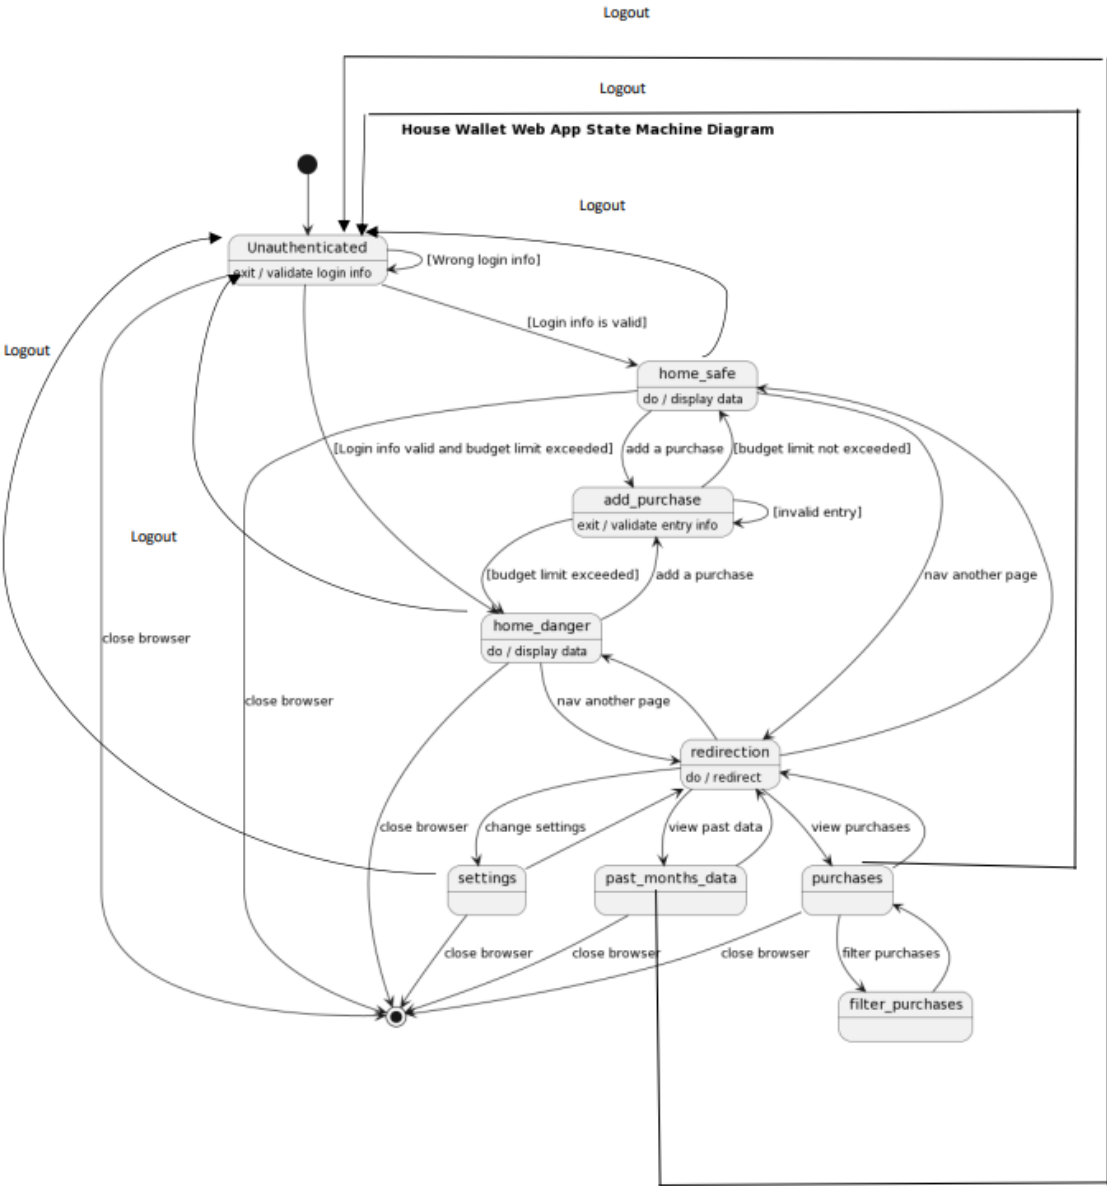 Logout
Logout
House Wallet Web App State Machine Diagram
Logout
Unauthenticated
exit / validate login info
[Wrong login info]
[Login info is valid]
Logout
home_safe
do / display data
[Login info valid and budget limit exceeded]
add a purchase
[budget limit not exceeded]
add_purchase
exit / validate entry info
[invalid entry]
Logout
[budget limit exceeded]
add a purchase
nav another page
home_danger
do / display data
close browser
close browser
nav another page
redirection
do / redirect
close browser
change settings
view past data
view purchases
settings
past_months_data
purchases
close browser
close browser
close browser
filter purchases
filter_purchases